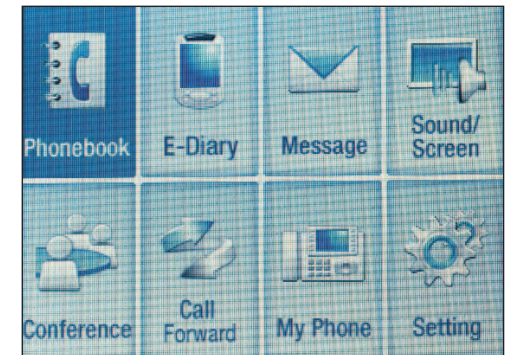 Phonebook
E-Diary
Message
Sound/
Screen
Conference
Call
Forward
My Phone
Setting